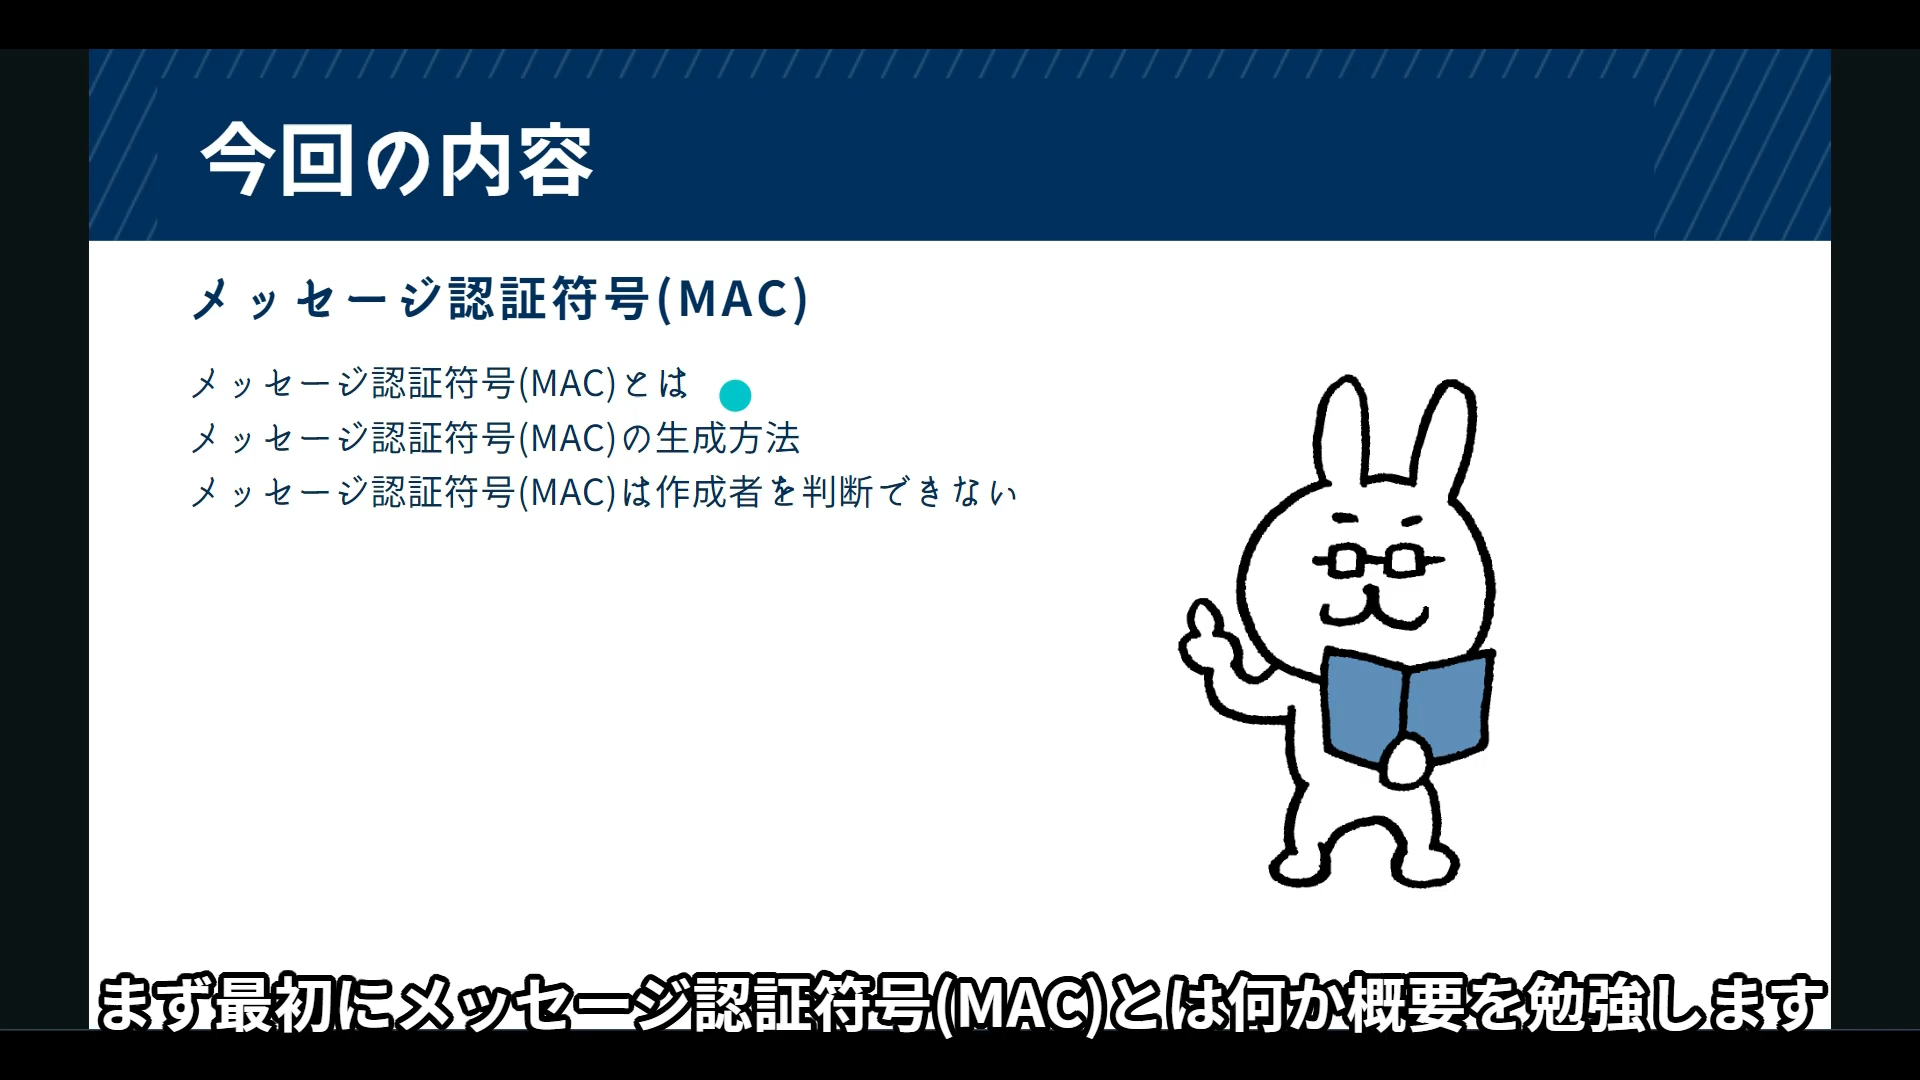 今回の内容
メッセージ認証符号(MAC)
メッセージ認証符号(MAC)とは
メッセージ認証符号(MAC)の生成方法
メッセージ認証符号(MAC)は作成者を判断できない
まず最初にメッセージ認証符号(MAC)とは何か概要を勉強します